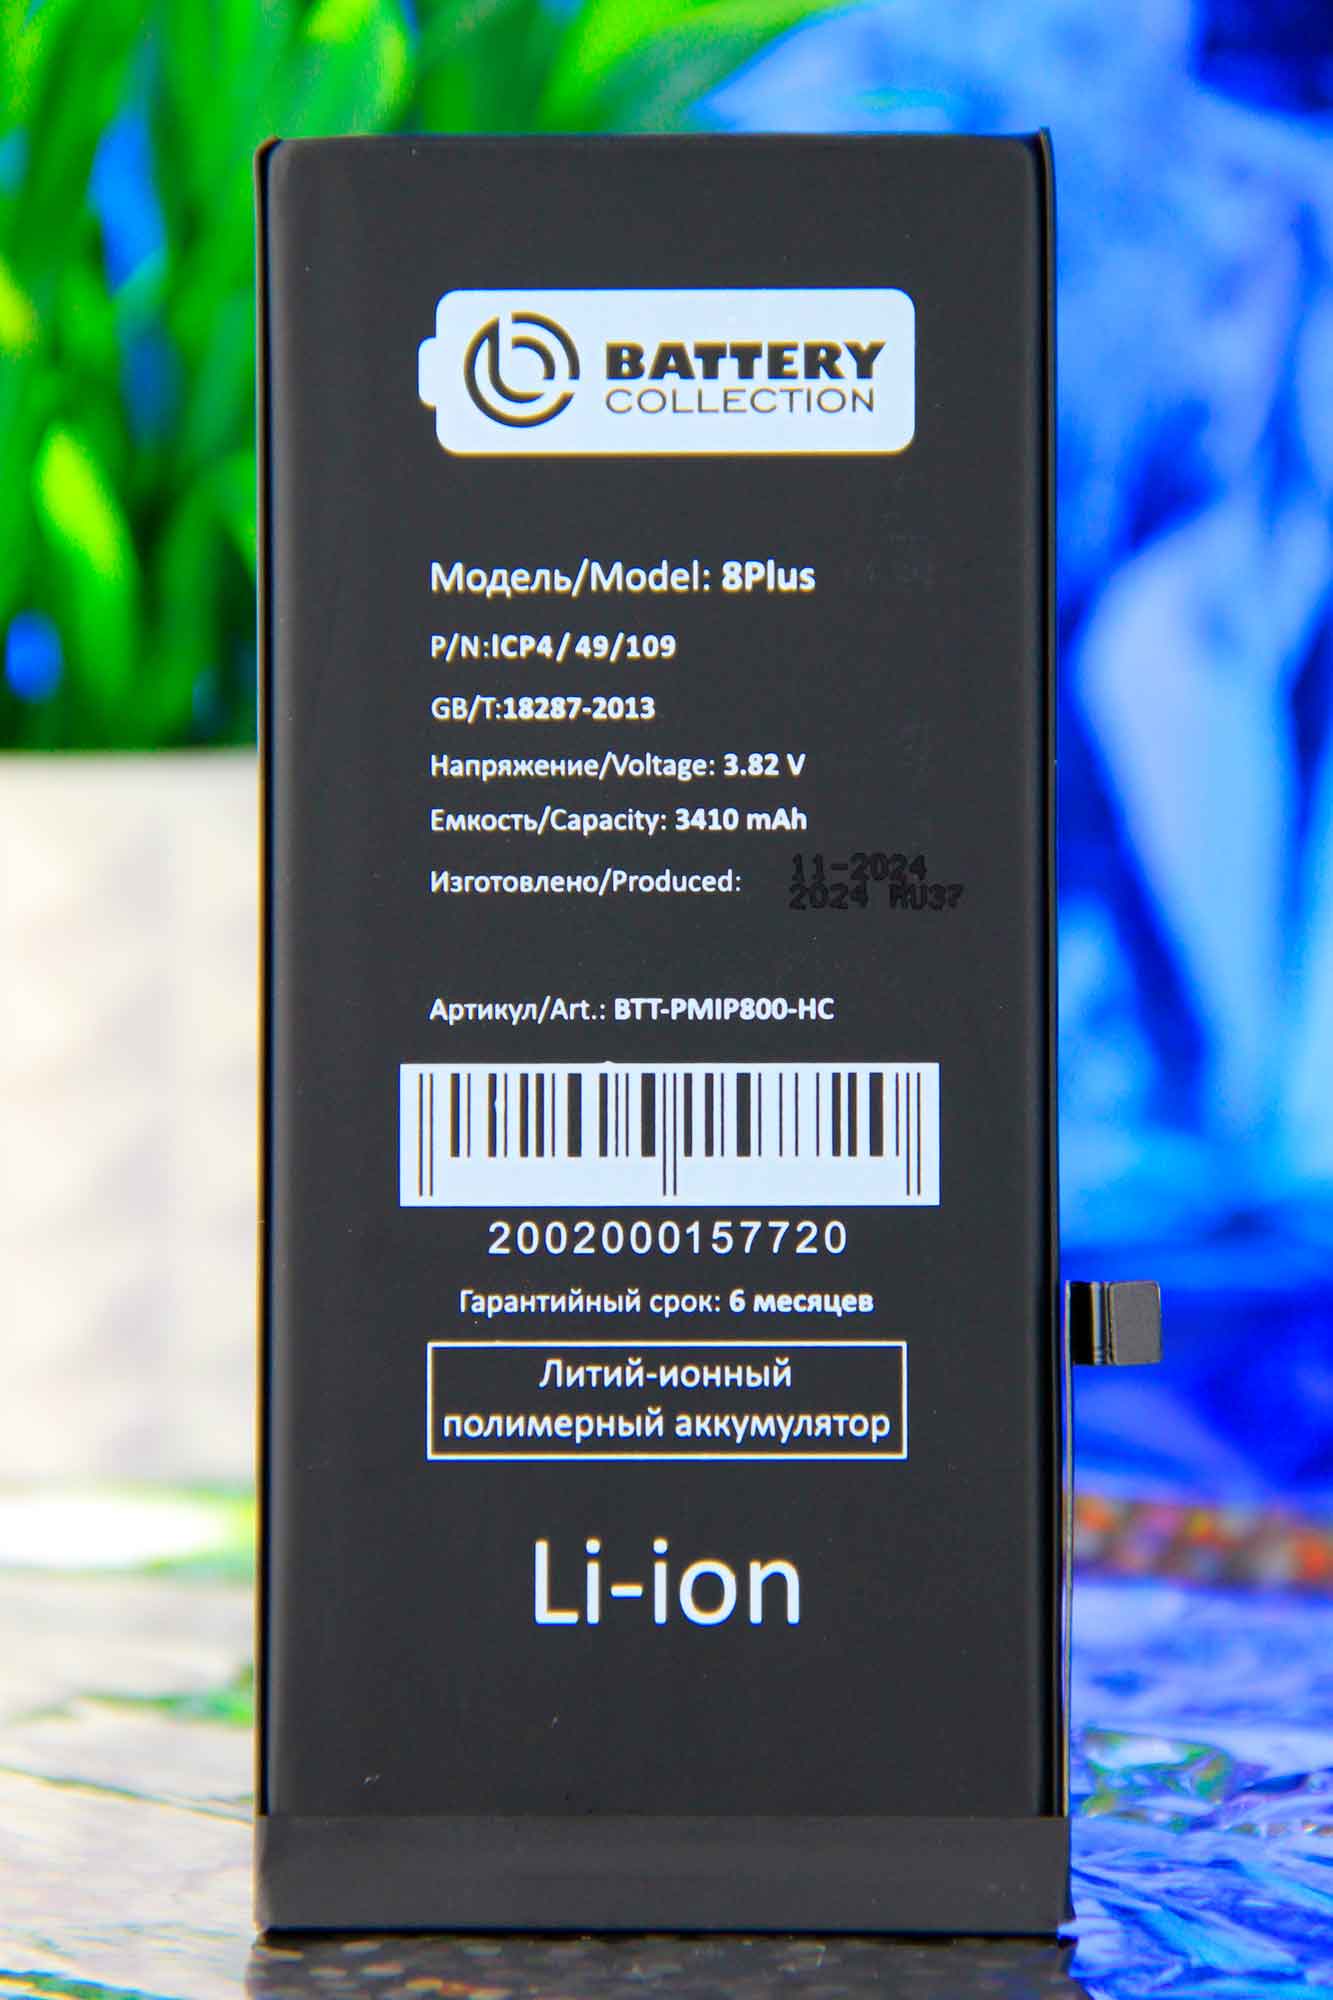 BATTERY
COLLECTION
Модель/Model: 8Plus
P/N:ICP4/49/109
GB/T:18287-2013
Напряжение/Voltage: 3.82 V
Емкость/Capacity: 3410 mAh
Изготовлено/Produced: 11-2024
2024 RU37
Артикул/Art.: BTT-PMIP800-HC
2002000157720
Гарантийный срок: 6 месяцев
Литий-ионный
полимерный аккумулятор
Li-ion